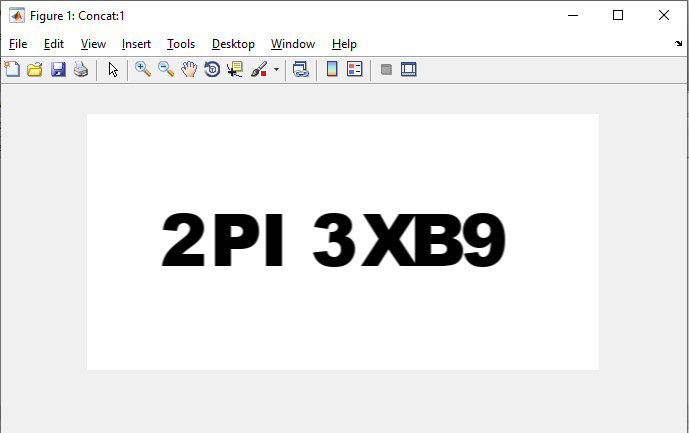 Figure 1: Concat:1
File Edit View Insert Tools Desktop Window Help
2PI 3XB9